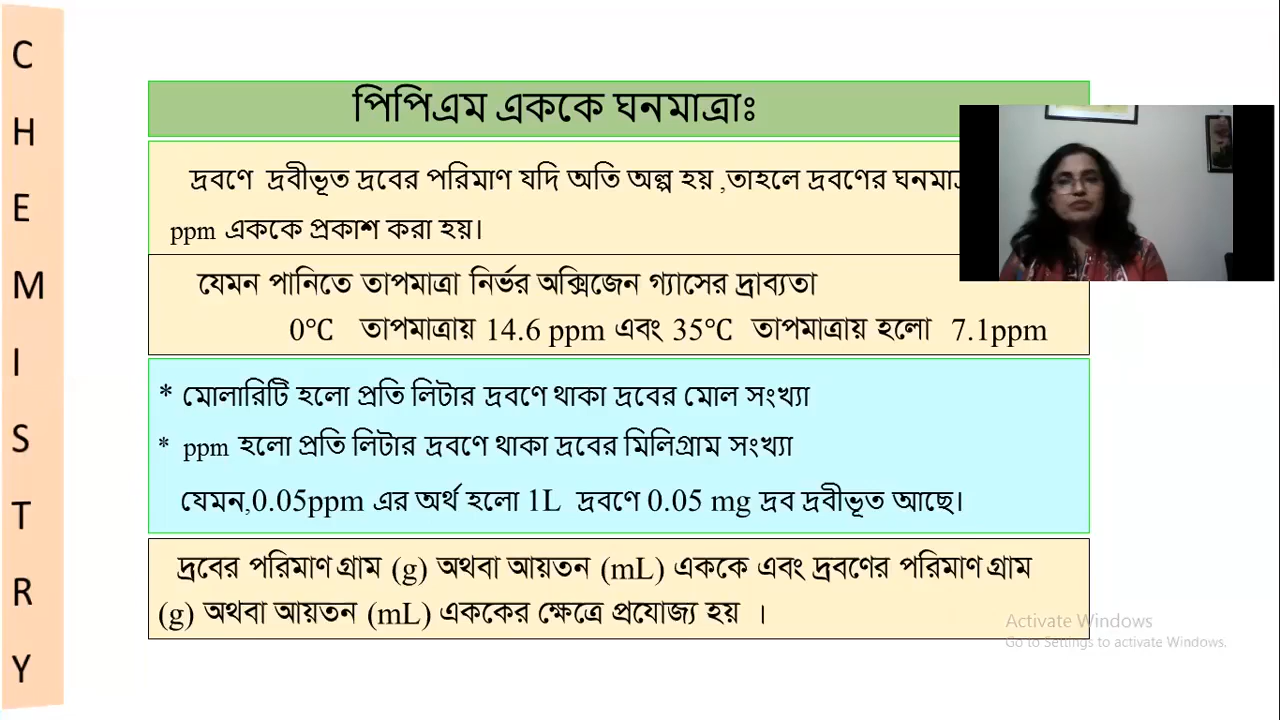 CHEMISTRY
পিপিএম এককে ঘনমাত্রাঃ
দ্রবণে দ্রবীভূত দ্রবের পরিমাণ যদি অতি অল্প হয় ,তাহলে দ্রবণের
ppm এককে প্রকাশ করা হয়।
যেমন পানিতে তাপমাত্রা নির্ভর অক্সিজেন গ্যাসের দ্রাব্যতা
0°C তাপমাত্রায় 14.6 ppm এবং 35°C তাপমাত্রায় হলো 7.1ppm
* মোলারিটি হলো প্রতি লিটার দ্রবণে থাকা দ্রবের মোল সংখ্যা
* ppm হলো প্রতি লিটার দ্রবণে থাকা দ্রবের মিলিগ্রাম সংখ্যা
যেমন,0.05ppm এর অর্থ হলো 1L দ্রবণে 0.05 mg দ্রব দ্রবীভূত আছে।
দ্রবের পরিমাণ গ্রাম (g) অথবা আয়তন (mL) এককে এবং দ্রবণের পরিমাণ গ্রাম
(g) অথবা আয়তন (mL) এককের ক্ষেত্রে প্রযোজ্য হয় ।
Activate Windows
Go to Settings to activate Windows.